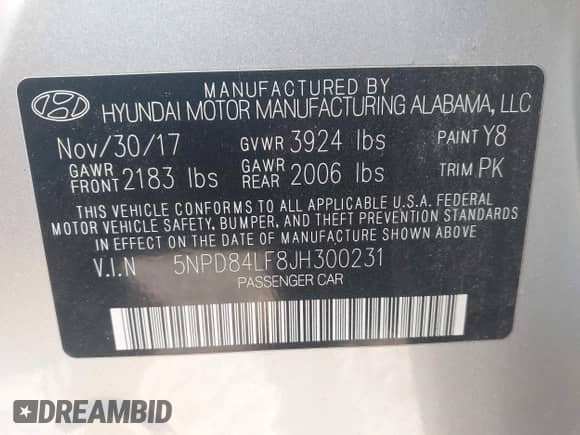 MANUFACTURED BY
HYUNDAI MOTOR MANUFACTURING ALABAMA, LLC
Nov/30/17 GVWR 3924 lbs PAINT Y8
GAWR FRONT 2183 lbs GAWR REAR 2006 lbs TRIM PK
THIS VEHICLE CONFORMS TO ALL APPLICABLE U.S.A. FEDERAL
MOTOR VEHICLE SAFETY, BUMPER, AND THEFT PREVENTION STANDARDS
IN EFFECT ON THE DATE OF MANUFACTURE SHOWN ABOVE
V.I.N 5NPD84LF8JH300231
PASSENGER CAR
DREAMBID